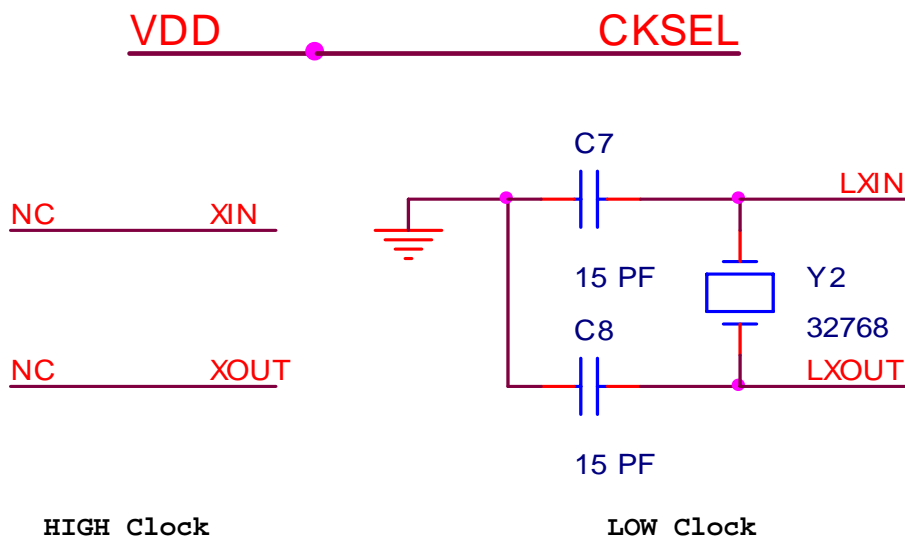 VDD CKSEL
C7
LXIN
NC XIN
15 PF
Y2
C8
32768
NC XOUT
LXOUT
15 PF
HIGH Clock LOW Clock